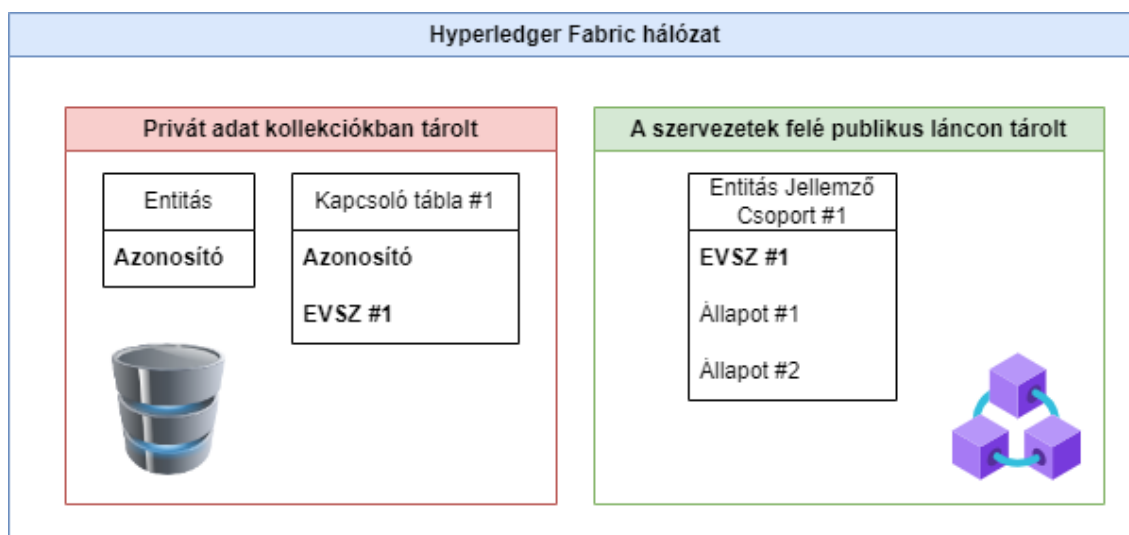 Hyperledger Fabric hálózat
Privát adat kollekciókban tárolt
Entitás
Azonosító
Kapcsoló tábla #1
Azonosító
EVSZ #1
A szervezetek felé publikus láncon tárolt
Entitás Jellemző
Csoport #1
EVSZ #1
Állapot #1
Állapot #2